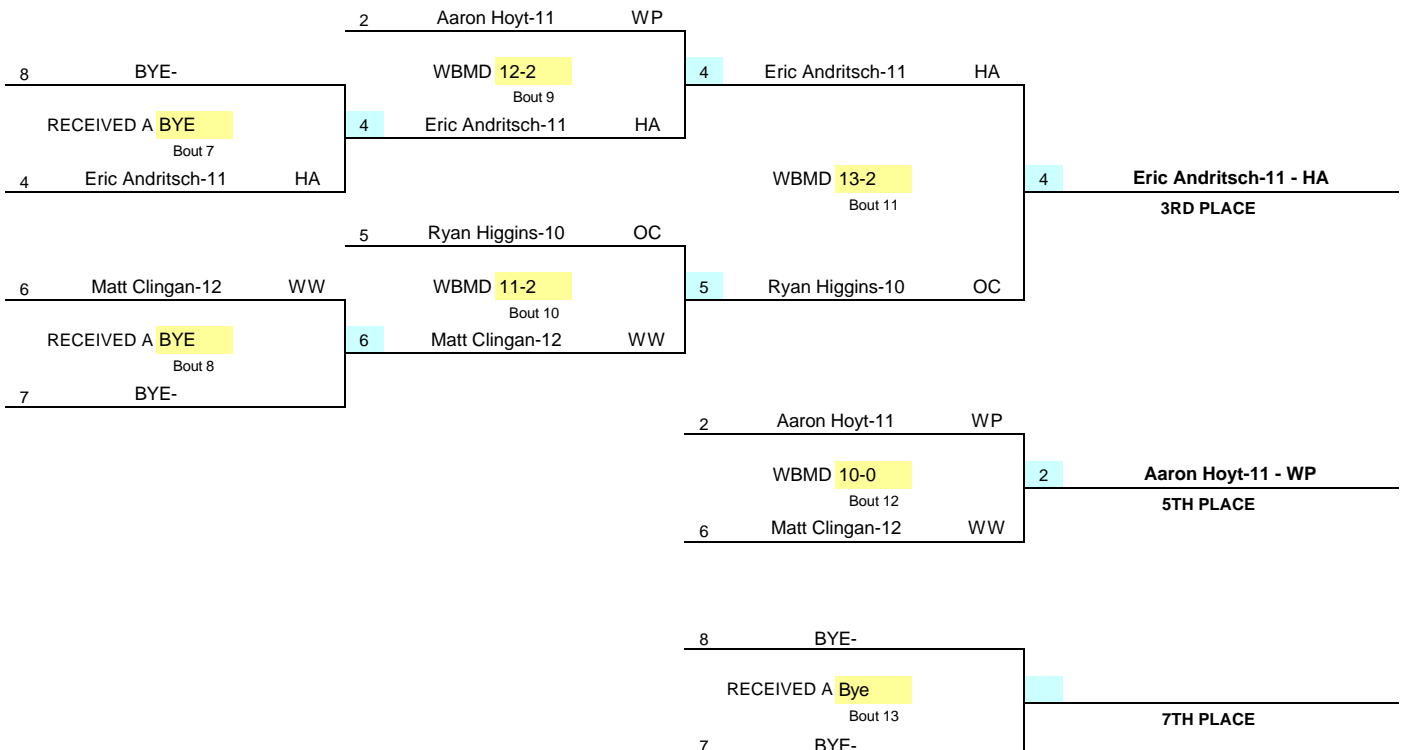 2 Aaron Hoyt-11 WP
8 BYE- WBMD 12-2 4 Eric Andritsch-11 HA
Bout 9
RECEIVED A BYE 4 Eric Andritsch-11 HA
Bout 7
4 Eric Andritsch-11 HA WBMD 13-2 4 Eric Andritsch-11 - HA
Bout 11 3RD PLACE
5 Ryan Higgins-10 OC
6 Matt Clingan-12 WW WBMD 11-2 5 Ryan Higgins-10 OC
Bout 10
RECEIVED A BYE 6 Matt Clingan-12 WW
Bout 8
7 BYE-
2 Aaron Hoyt-11 WP
WBMD 10-0 2 Aaron Hoyt-11 - WP
Bout 12 5TH PLACE
6 Matt Clingan-12 WW
8 BYE-
RECEIVED A Bye
Bout 13 7TH PLACE
7 BYE-